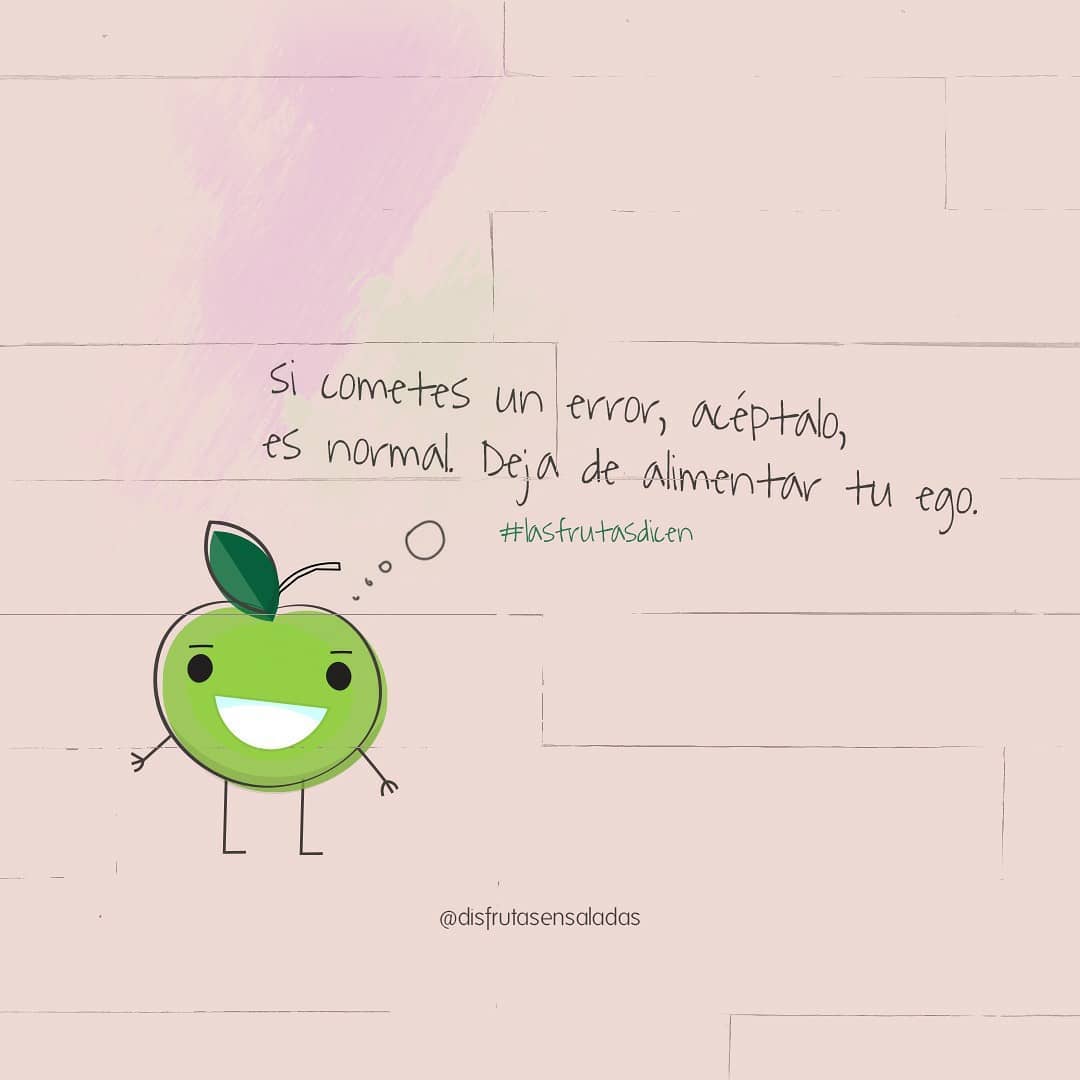 Si cometes un error, acéptalo,
es normal. Deja de alimentar tu ego.
#lasfrutasdicen
@disfrutasensaladas